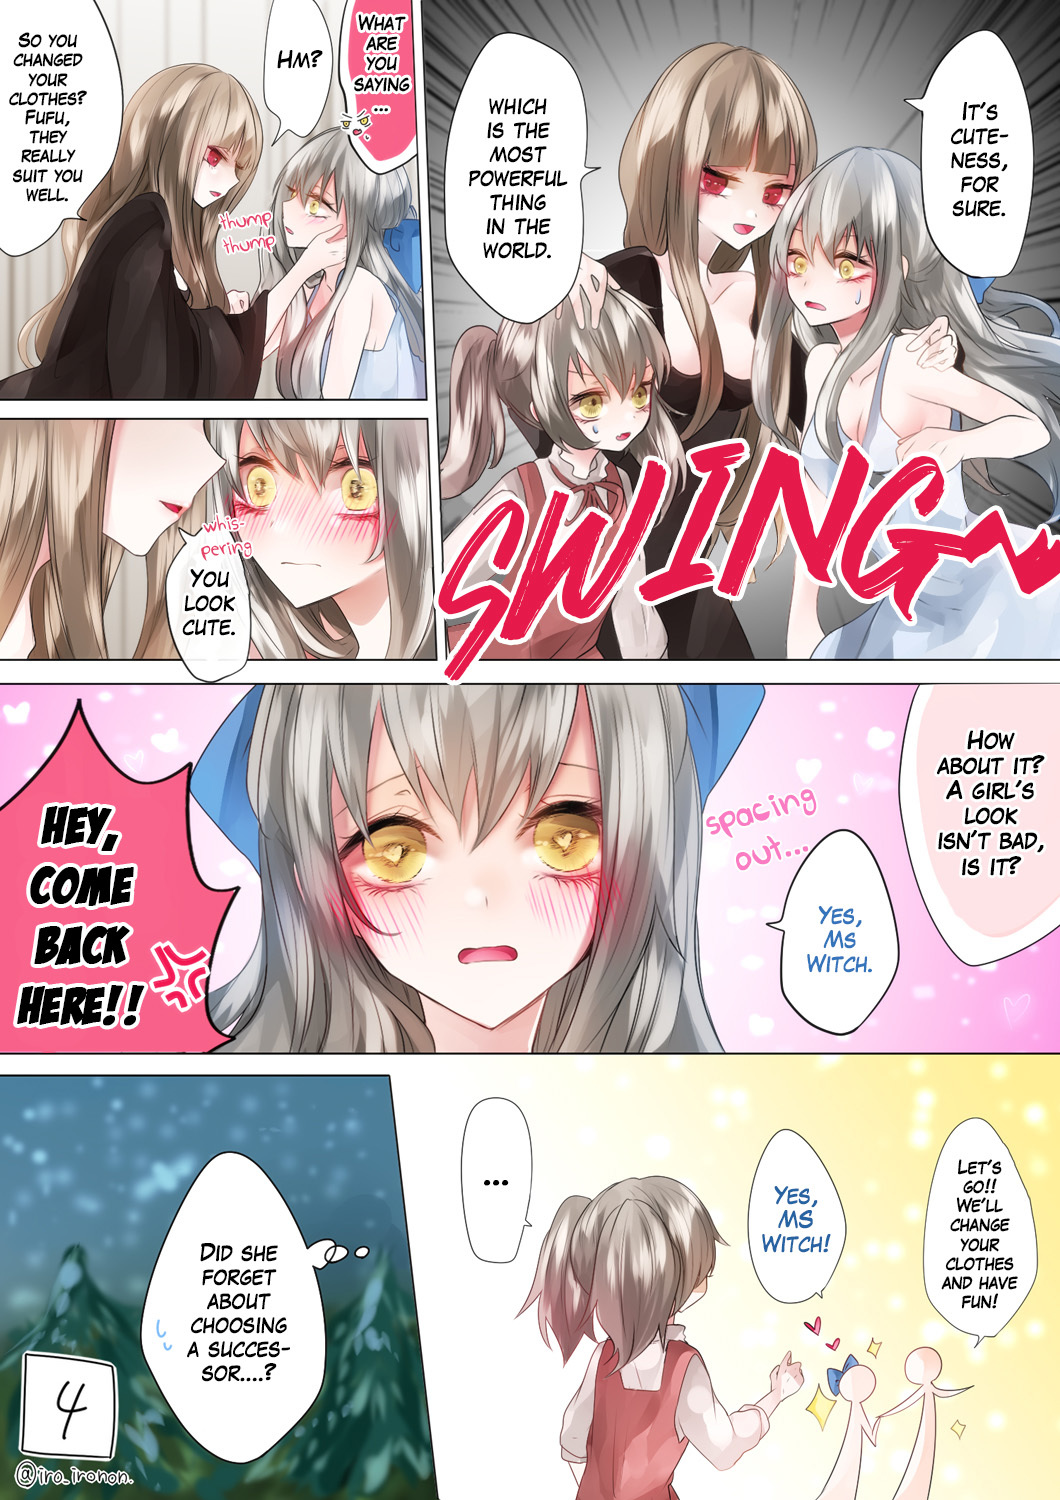 IT'S
CUTE-
NESS,
FOR
SURE.
WHICH
IS THE
MOST
POWERFUL
THING
IN THE
WORLD.
SWING~
WHAT
ARE
YOU
SAYING
...
HM?
SO YOU
CHANGED
YOUR
CLOTHES?
FUFU,
THEY
REALLY
SUIT YOU
WELL.
thump
thump
whis-
pering
YOU
LOOK
CUTE.
HOW
ABOUT IT?
A GIRL'S
LOOK
ISN'T BAD,
IS IT?
spacing
out...
YES,
MS
WITCH.
HEY,
COME
BACK
HERE!!
LET'S
GO!!
WE'LL
CHANGE
YOUR
CLOTHES
AND HAVE
FUN!
YES,
MS
WITCH!
...
DID SHE
FORGET
ABOUT
CHOOSING
A SUCCES-
SOR....?
4
@iro_ironon.